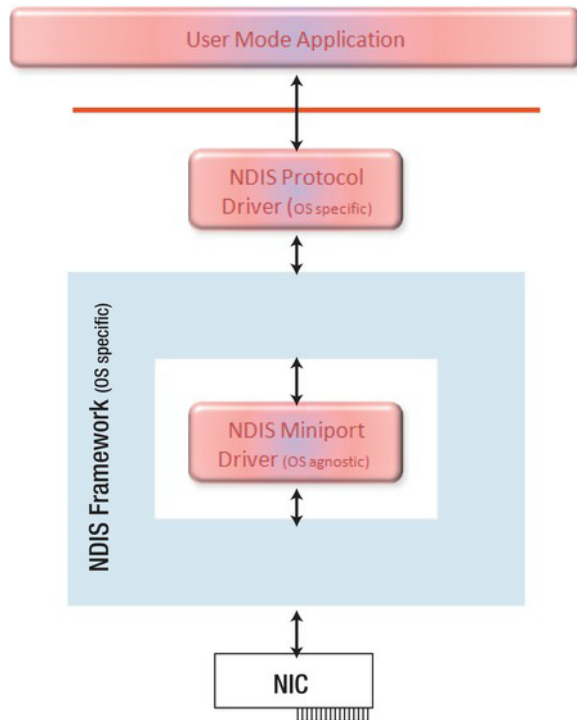 User Mode Application
NDIS Protocol
Driver (OS specific)
NDIS Framework (OS specific)
NDIS Miniport
Driver (OS agnostic)
NIC